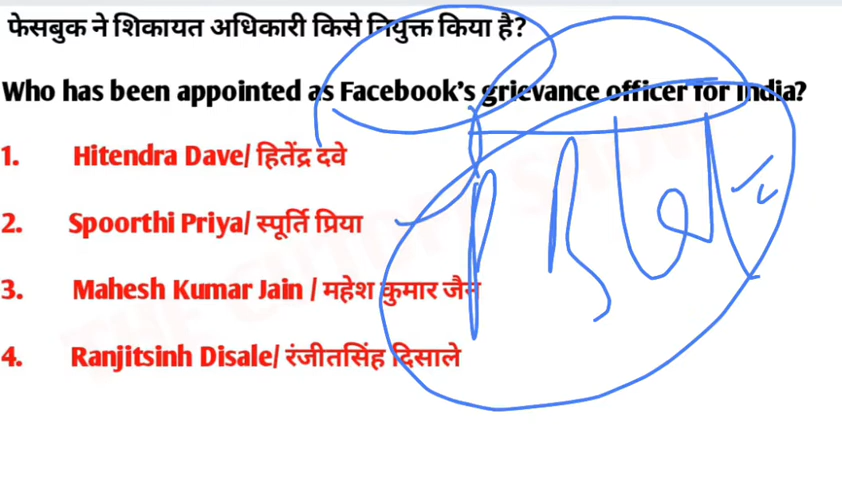 फेसबुक ने शिकायत अधिकारी किसे नियुक्त किया है?
Who has been appointed as Facebook's grievance officer for India?
1. Hitendra Dave/ हितेंद्र दवे
2. Spoorthi Priya/ स्पूर्ति प्रिया
3. Mahesh Kumar Jain / महेश कुमार जैन
4. Ranjitsinh Disale/ रंजीतसिंह दिसाले